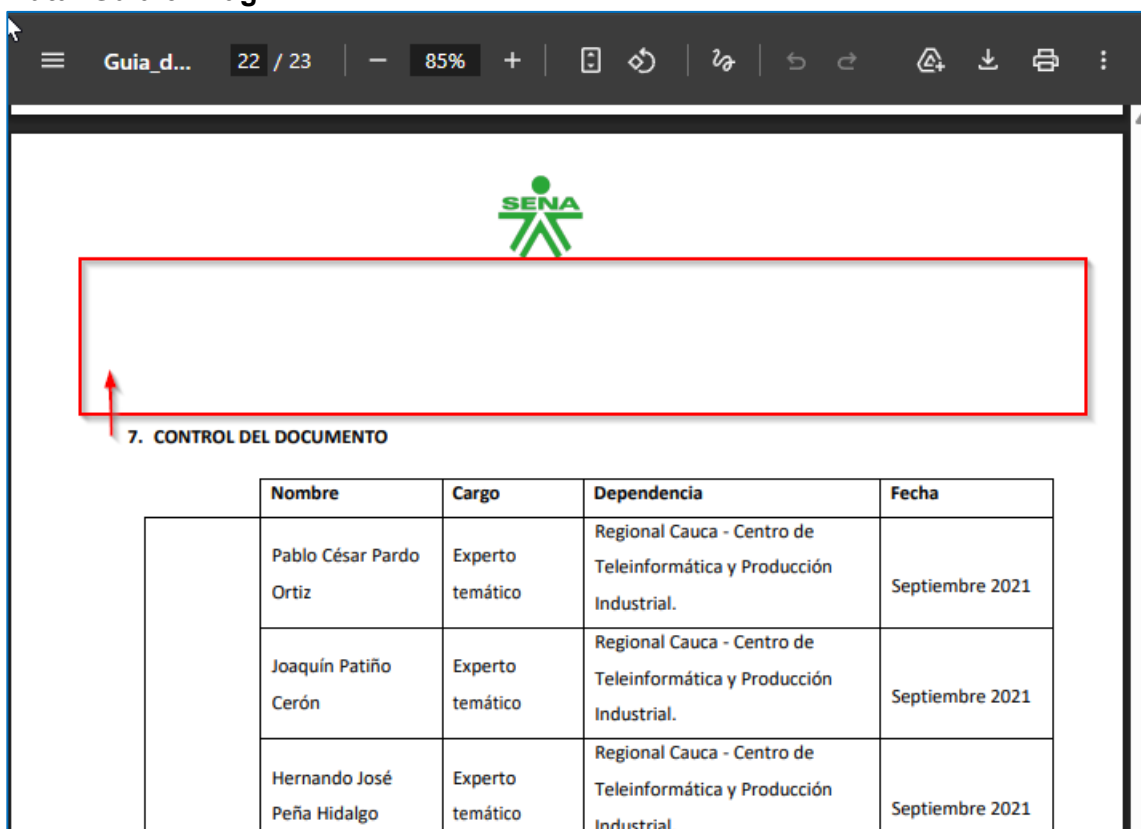 Guia_d...
22 / 23
85%
SENA
7. CONTROL DEL DOCUMENTO
Nombre Cargo Dependencia Fecha
Pablo César Pardo Ortiz
Experto temático
Regional Cauca - Centro de
Teleinformática y Producción
Industrial.
Septiembre 2021
Joaquín Patiño
Cerón
Experto
temático
Regional Cauca - Centro de
Teleinformática y Producción
Industrial.
Septiembre 2021
Hernando José
Peña Hidalgo
Experto
temático
Regional Cauca - Centro de
Teleinformática y Producción
Industrial
Septiembre 2021